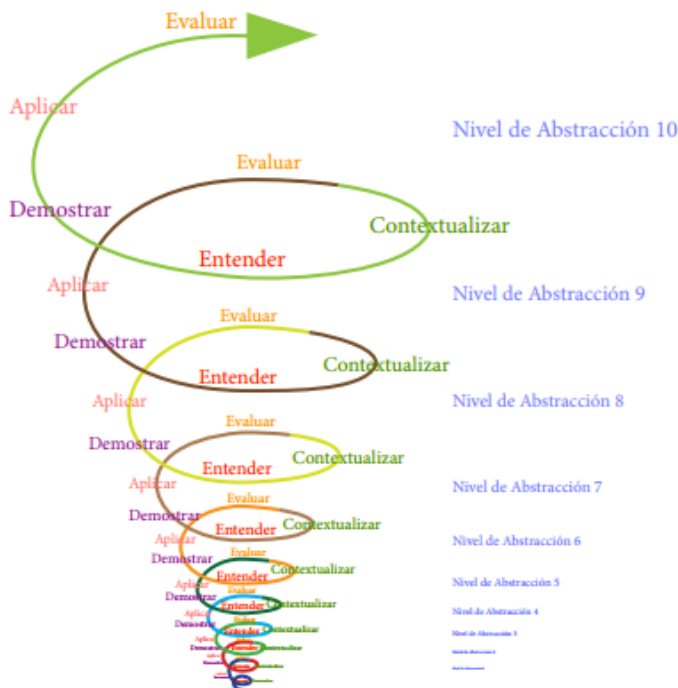 Evaluar
Aplicar
Nivel de Abstracción 10
Evaluar
Demostrar
Contextualizar
Entender
Aplicar
Nivel de Abstracción 9
Evaluar
Demostrar
Contextualizar
Entender
Aplicar
Nivel de Abstracción 8
Evaluar
Demostrar
Contextualizar
Entender
Aplicar
Nivel de Abstracción 7
Evaluar
Demostrar
Contextualizar
Entender
Aplicar
Nivel de Abstracción 6
Evaluar
Demostrar
Contextualizar
Entender
Aplicar
Nivel de Abstracción 5
Evaluar
Demostrar
Contextualizar
Entender
Aplicar
Nivel de Abstracción 4
Demostrar
Contextualizar
Entender
Nivel de Abstracción 3
Aplicar
Demostrar
Contextualizar